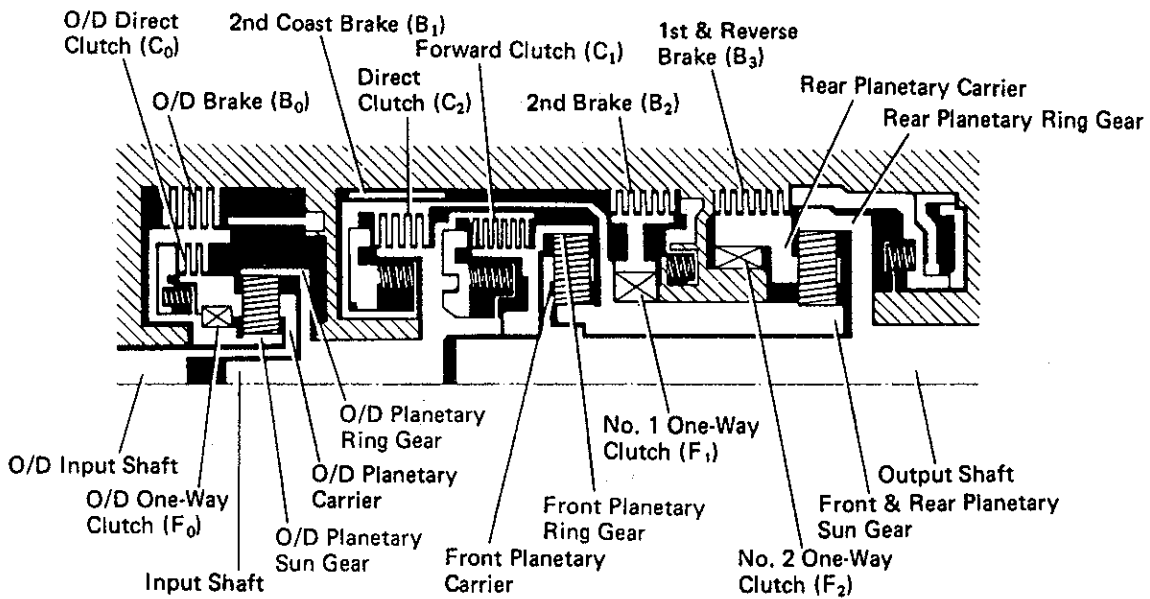 O/D Direct
Clutch (C₀)
2nd Coast Brake (B₁)
Forward Clutch (C₁)
1st & Reverse
Brake (B₃)
Direct
Clutch (C₂)
O/D Brake (B₀)
2nd Brake (B₂)
Rear Planetary Carrier
Rear Planetary Ring Gear
O/D Planetary
Ring Gear
No. 1 One-Way
Clutch (F₁)
O/D Input Shaft
O/D Planetary
Carrier
Output Shaft
O/D One-Way
Clutch (F₀)
Front Planetary
Ring Gear
Front & Rear Planetary
Sun Gear
O/D Planetary
Sun Gear
Front Planetary
Carrier
No. 2 One-Way
Clutch (F₂)
Input Shaft